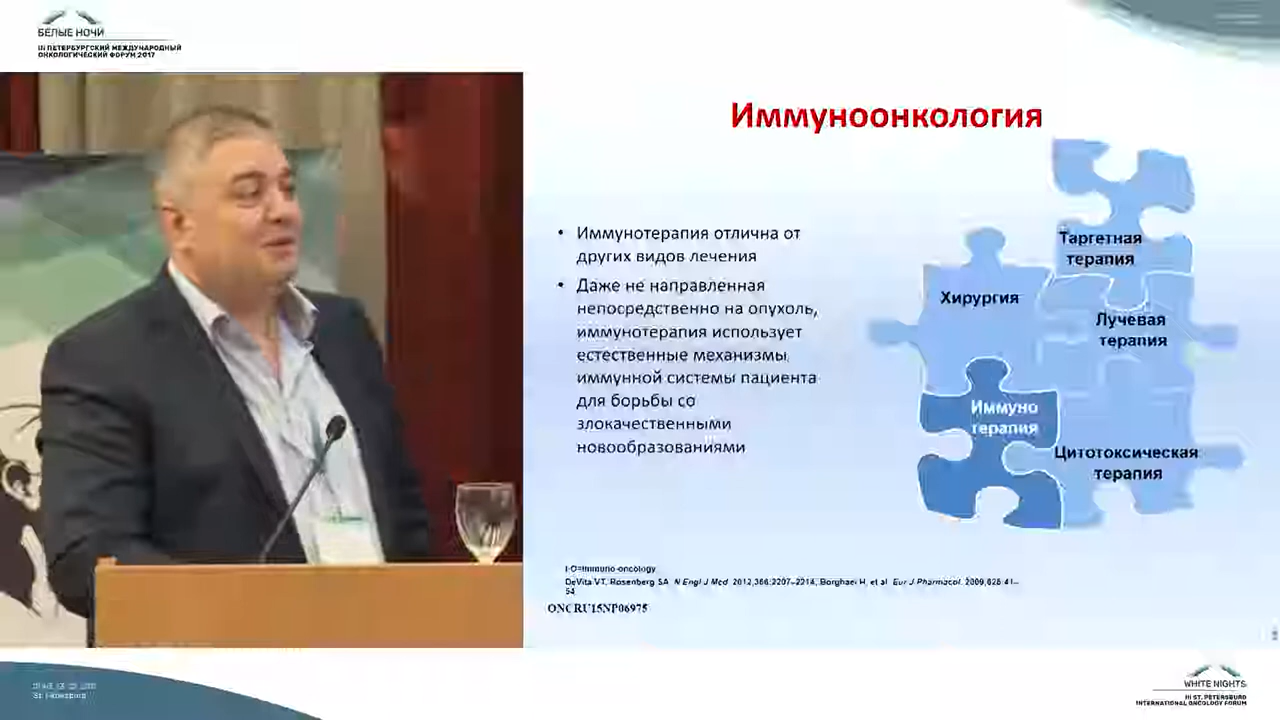 БЕЛЫЕ НОЧИ
III ПЕТЕРБУРГСКИЙ МЕЖДУНАРОДНЫЙ
ОНКОЛОГИЧЕСКИЙ ФОРУМ 2017
Иммуноонкология
• Иммунотерапия отлична от
других видов лечения
• Даже не направленная
непосредственно на опухоль,
иммунотерапия использует
естественные механизмы
иммунной системы пациента
для борьбы со
злокачественными
новообразованиями
Таргетная
терапия
Хирургия
Лучевая
терапия
Иммуно
терапия
Цитотоксическая
терапия
I-O=Immuno-oncology
DeVita VT, Rosenberg SA. N Engl J Med. 2012;366:2207–2214, Borghaei H, et al. Eur J Pharmacol. 2009;625:41–
54
ONCRU15NP06975
WHITE NIGHTS
III ST. PETERSBURG
INTERNATIONAL ONCOLOGY FORUM